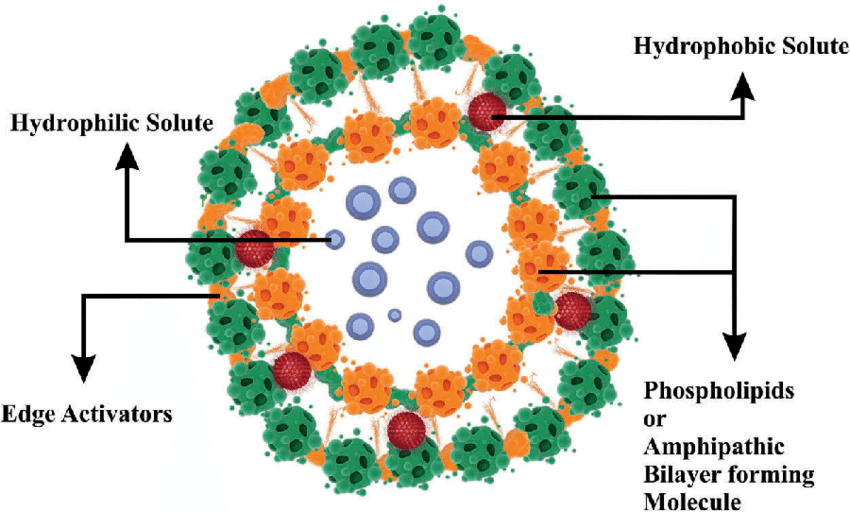 Hydrophobic Solute
Hydrophilic Solute
Edge Activators
Phospholipids
or
Amphipathic
Bilayer forming
Molecule